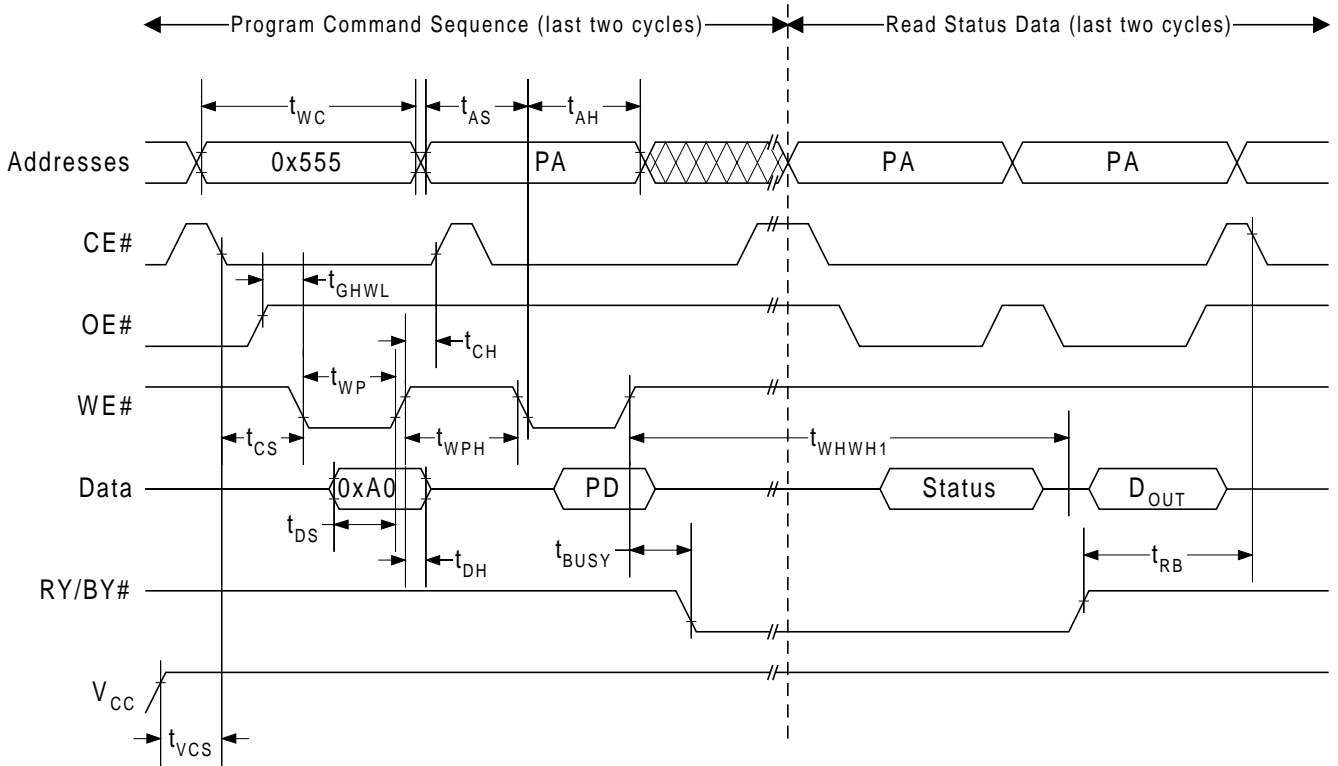 Program Command Sequence (last two cycles)
Read Status Data (last two cycles)
tWC
tAS
tAH
Addresses
0x555
PA
PA
PA
CE#
tGHWL
OE#
tCH
tWP
WE#
tCS
tWPH
tWHWH1
Data
0xA0
PD
Status
DOUT
tDS
tDH
tBUSY
tRB
RY/BY#
VCC
tVCS